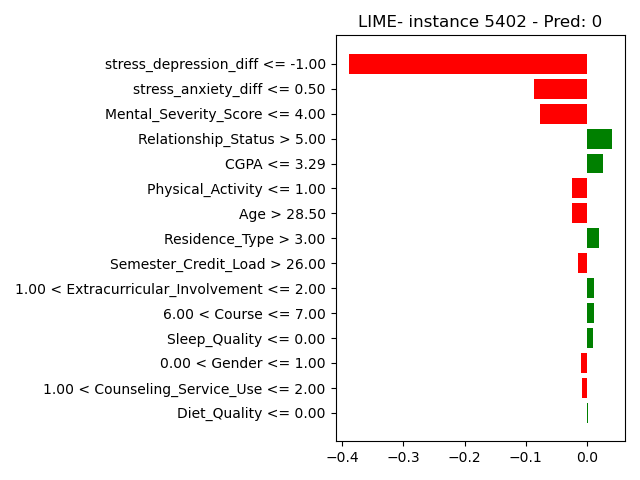 LIME- instance 5402 - Pred: 0
stress_depression_diff <= -1.00
stress_anxiety_diff <= 0.50
Mental_Severity_Score <= 4.00
Relationship_Status > 5.00
CGPA <= 3.29
Physical_Activity <= 1.00
Age > 28.50
Residence_Type > 3.00
Semester_Credit_Load > 26.00
1.00 < Extracurricular_Involvement <= 2.00
6.00 < Course <= 7.00
Sleep_Quality <= 0.00
0.00 < Gender <= 1.00
1.00 < Counseling_Service_Use <= 2.00
Diet_Quality <= 0.00
−0.4 −0.3 −0.2 −0.1 0.0